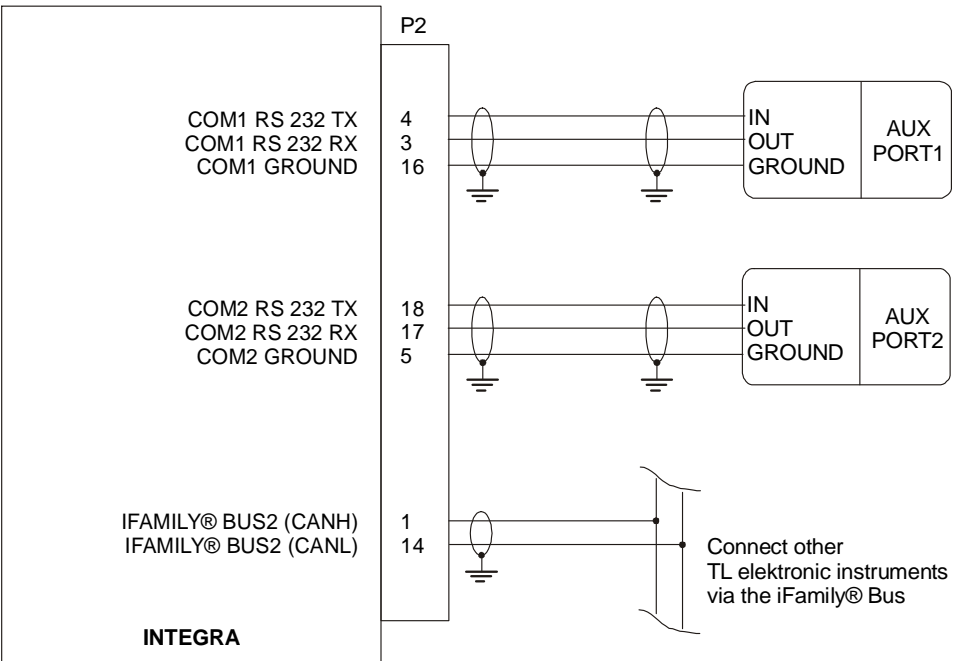 P2
COM1 RS 232 TX 4 IN
COM1 RS 232 RX 3 OUT
COM1 GROUND 16 GROUND
AUX
PORT1
COM2 RS 232 TX 18 IN
COM2 RS 232 RX 17 OUT
COM2 GROUND 5 GROUND
AUX
PORT2
IFAMILY® BUS2 (CANH) 1
IFAMILY® BUS2 (CANL) 14
Connect other
TL elektronic instruments
via the iFamily® Bus
INTEGRA